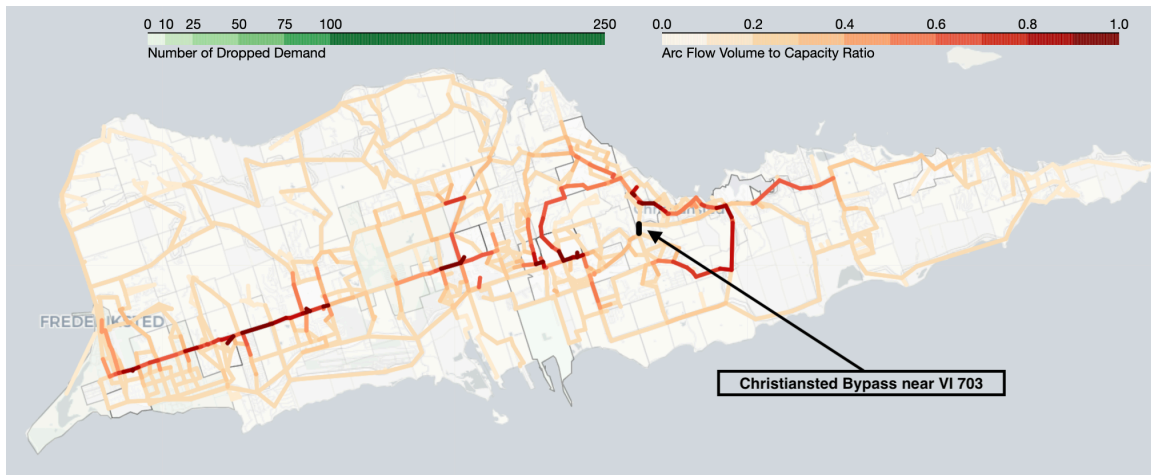 0 10 25 50 75 100 250
Number of Dropped Demand
0.0 0.2 0.4 0.6 0.8 1.0
Arc Flow Volume to Capacity Ratio
FREDERIKSTED
Christiansted Bypass near VI 703